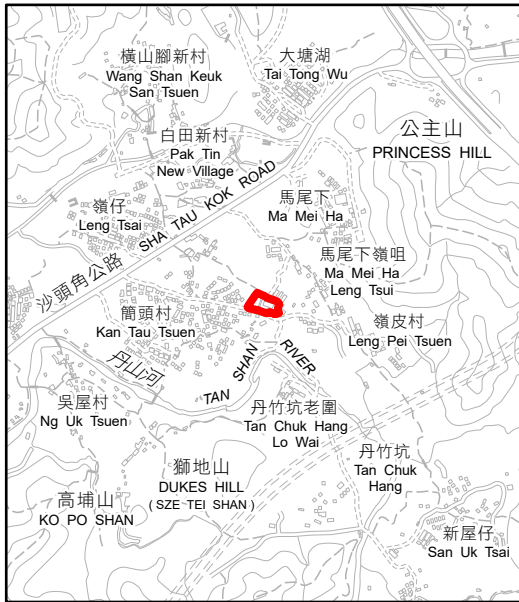 橫山腳新村
Wang Shan Keuk
San Tsuen
大塘湖
Tai Tong Wu
公主山
PRINCESS HILL
白田新村
Pak Tin
New Village
嶺仔
Leng Tsai
沙頭角公路 SHA TAU KOK ROAD
馬尾下
Ma Mei Ha
馬尾下嶺咀
Ma Mei Ha
Leng Tsui
簡頭村
Kan Tau Tsuen
嶺皮村
Leng Pei Tsuen
丹山河
TAN SHAN RIVER
吳屋村
Ng Uk Tsuen
丹竹坑老圍
Tan Chuk Hang
Lo Wai
獅地山
DUKES HILL
( SZE TEI SHAN )
丹竹坑
Tan Chuk
Hang
高埔山
KO PO SHAN
新屋仔
San Uk Tsai